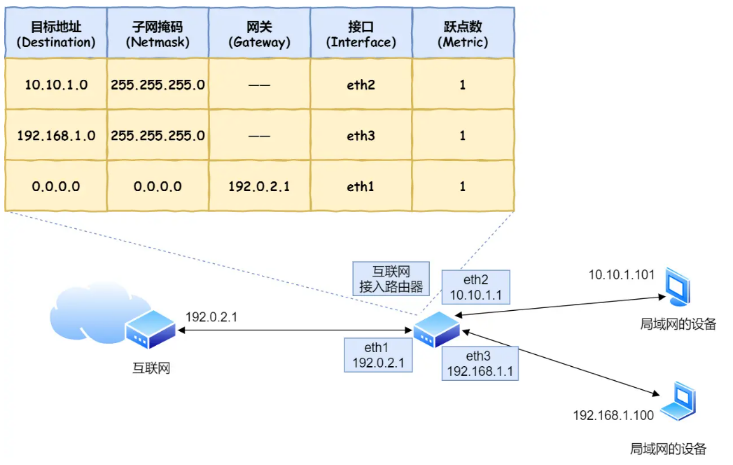 目标地址 子网掩码 网关 接口 跃点数
(Destination) (Netmask) (Gateway) (Interface) (Metric)
10.10.1.0 255.255.255.0 —— eth2 1
192.168.1.0 255.255.255.0 —— eth3 1
0.0.0.0 0.0.0.0 192.0.2.1 eth1 1
互联网
接入路由器
eth2
10.10.1.1
10.10.1.101
局域网的设备
192.0.2.1
互联网
eth1
192.0.2.1
eth3
192.168.1.1
192.168.1.100
局域网的设备